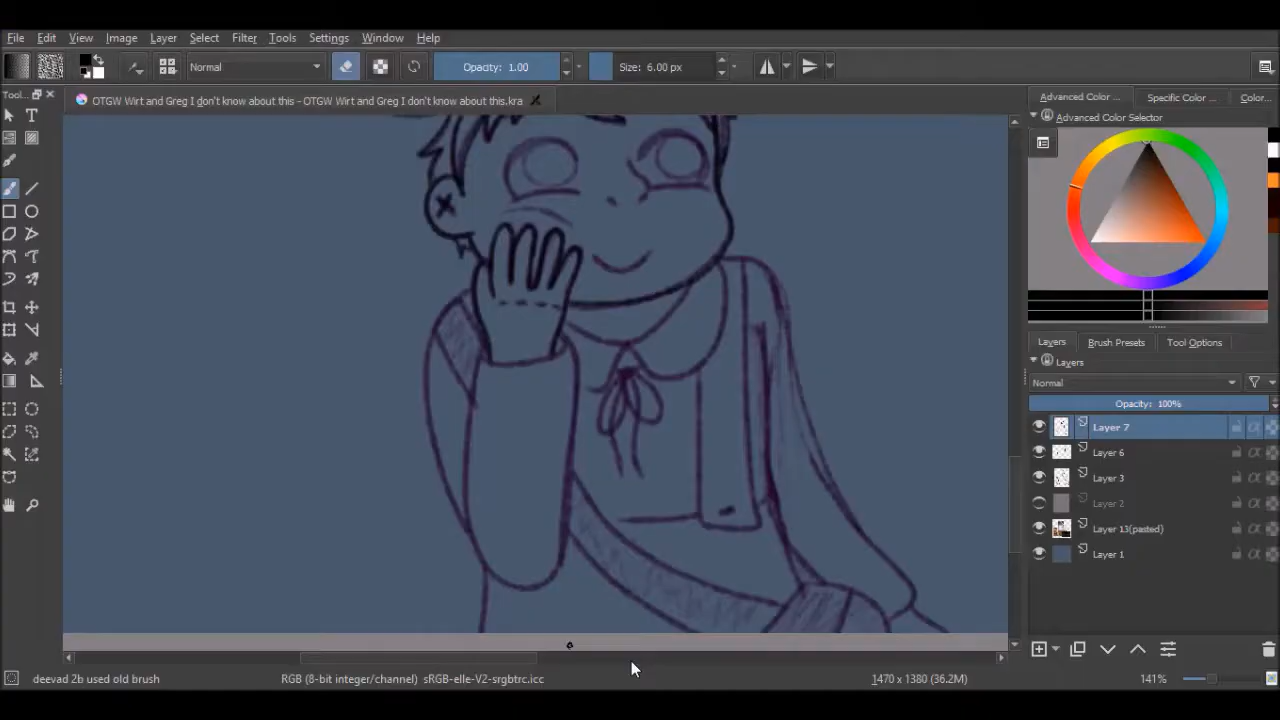 File Edit View Image Layer Select Filter Tools Settings Window Help
Normal Opacity: 1.00 Size: 6.00 px
Tool...
OTGW Wirt and Greg I don't know about this - OTGW Wirt and Greg I don't know about this.kra
Advanced Color ... Specific Color ... Color...
Advanced Color Selector
Layers Brush Presets Tool Options
Layers
Normal
Opacity: 100%
Layer 7
Layer 6
Layer 3
Layer 2
Layer 13(pasted)
Layer 1
deevad 2b used old brush RGB (8-bit integer/channel) sRGB-elle-V2-srgbtrc.icc 1470 x 1380 (36.2M) 141%